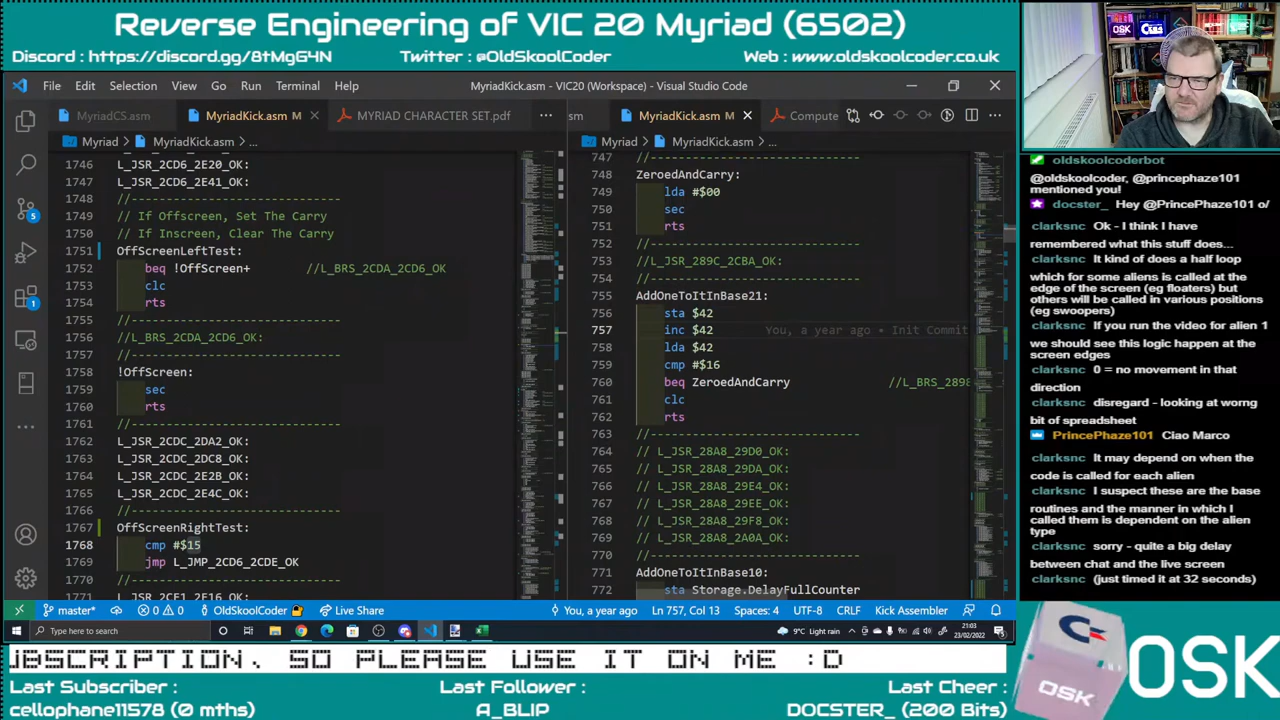 Reverse Engineering of VIC 20 Myriad (6502)
Discord : https://discord.gg/8tMgG4N
Twitter : @OldSkoolCoder
Web : www.oldskoolcoder.co.uk
File Edit Selection View Go Run Terminal Help
MyriadKick.asm - VIC20 (Workspace) - Visual Studio Code
MyriadCS.asm
MyriadKick.asm M
MYRIAD CHARACTER SET.pdf
Myriad > MyriadKick.asm > ...
1746 L_JSR_2CD6_2E20_OK:
1747 L_JSR_2CD6_2E41_OK:
1748 //----------------------------------
1749 // If Offscreen, Set The Carry
1750 // If Inscreen, Clear The Carry
1751 OffScreenLeftTest:
1752 beq !OffScreen+ //L_BRS_2CDA_2CD6_OK
1753 clc
1754 rts
1755 //----------------------------------
1756 //L_BRS_2CDA_2CD6_OK:
1757 //----------------------------------
1758 !OffScreen:
1759 sec
1760 rts
1761 //----------------------------------
1762 L_JSR_2CDC_2DA2_OK:
1763 L_JSR_2CDC_2DC8_OK:
1764 L_JSR_2CDC_2E2B_OK:
1765 L_JSR_2CDC_2E4C_OK:
1766 //----------------------------------
1767 OffScreenRightTest:
1768 cmp #$15
1769 jmp L_JMP_2CD6_2CDE_OK
1770 //----------------------------------
1771 L_JSR_2CE1_2E16_OK:
sm
MyriadKick.asm M
Compute
Myriad > MyriadKick.asm > ...
747 //----------------------------------
748 ZeroedAndCarry:
749 lda #$00
750 sec
751 rts
752 //----------------------------------
753 //L_JSR_289C_2CBA_OK:
754 //----------------------------------
755 AddOneToItInBase21:
756 sta $42
757 inc $42 You, a year ago • Init Commit
758 lda $42
759 cmp #$16
760 beq ZeroedAndCarry //L_BRS_2898
761 clc
762 rts
763 //----------------------------------
764 // L_JSR_28A8_29D0_OK:
765 // L_JSR_28A8_29DA_OK:
766 // L_JSR_28A8_29E4_OK:
767 // L_JSR_28A8_29EE_OK:
768 // L_JSR_28A8_29F8_OK:
769 // L_JSR_28A8_2A0A_OK:
770 //----------------------------------
771 AddOneToItInBase10:
772 sta Storage.DelayFullCounter
5
1
master* 0 0 OldSkoolCoder Live Share
You, a year ago Ln 757, Col 13 Spaces: 4 UTF-8 CRLF Kick Assembler
Type here to search
9°C Light rain
21:03
23/02/2022
oldskoolcoderbot
@oldskoolcoder, @princephaze101
mentioned you!
docster_ Hey @PrincePhaze101 o/
clarksnc Ok - I think I have
remembered what this stuff does...
clarksnc It kind of does a half loop
which for some aliens is called at the
edge of the screen (eg floaters) but
others will be called in various positions
(eg swoopers)
clarksnc If you run the video for alien 1
we should see this logic happen at the
screen edges
clarksnc 0 = no movement in that
direction
clarksnc disregard - looking at worng
bit of spreadsheet
PrincePhaze101 Ciao Marco
clarksnc It may depend on when the
code is called for each alien
clarksnc I suspect these are the base
routines and the manner in which I
called them is dependent on the alien
type
clarksnc sorry - quite a big delay
between chat and the live screen
clarksnc (just timed it at 32 seconds)
UBSCRIPTION. SO PLEASE USE IT ON ME :D
Last Subscriber :
cellophane11578 (0 mths)
Last Follower :
A_BLIP
Last Cheer :
DOCSTER_ (200 Bits)
OSK
OSK